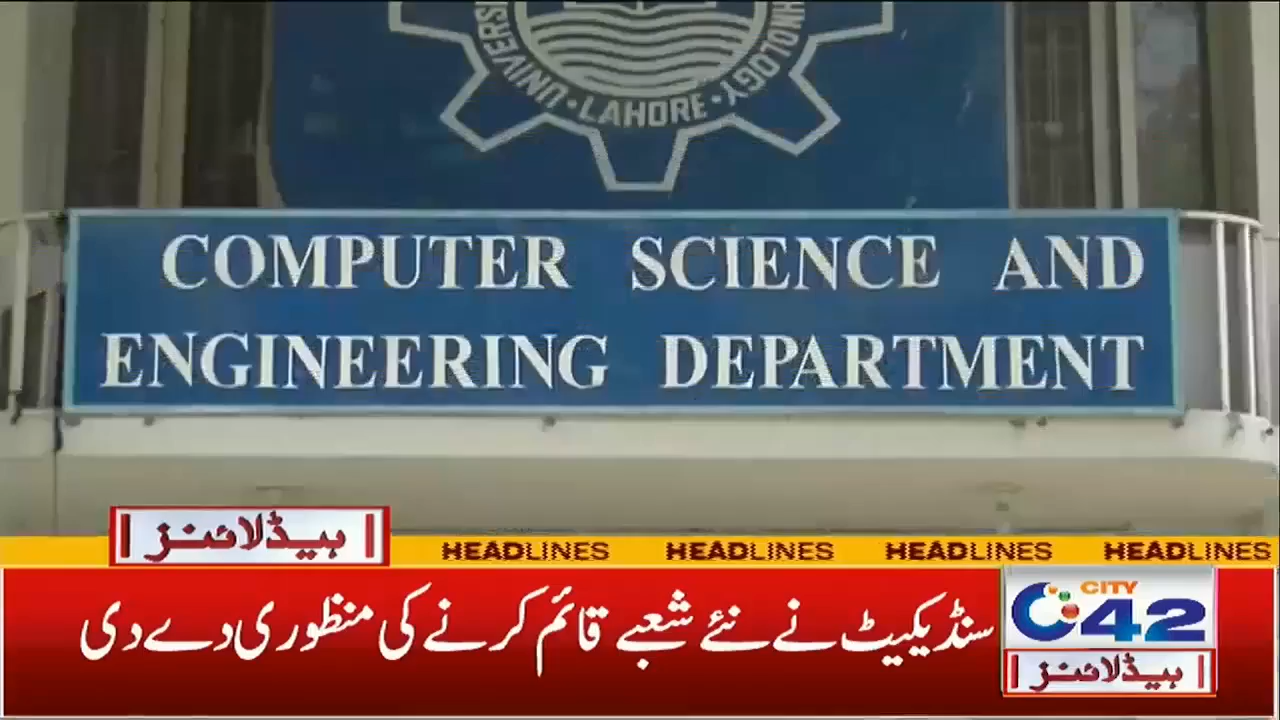 UNIVERS
LAHORE
HNOLOGY
COMPUTER SCIENCE AND
ENGINEERING DEPARTMENT
ہیڈلائنز
HEADLINES HEADLINES HEADLINES HEADLINES
سنڈیکیٹ نے نئے شعبے قائم کرنے کی منظوری دے دی
CITY
42
ہیڈلائنز